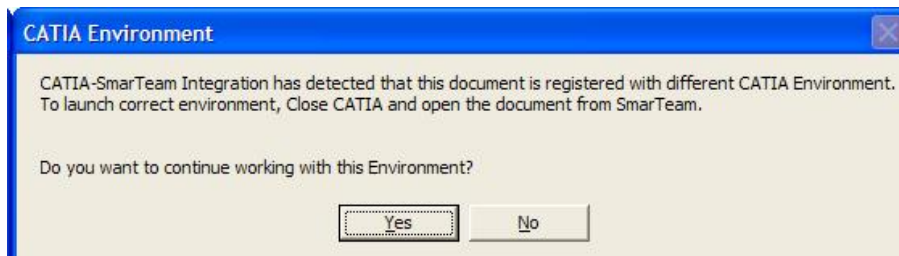 CATIA Environment
CATIA-SmarTeam Integration has detected that this document is registered with different CATIA Environment.
To launch correct environment, Close CATIA and open the document from SmarTeam.
Do you want to continue working with this Environment?
Yes No